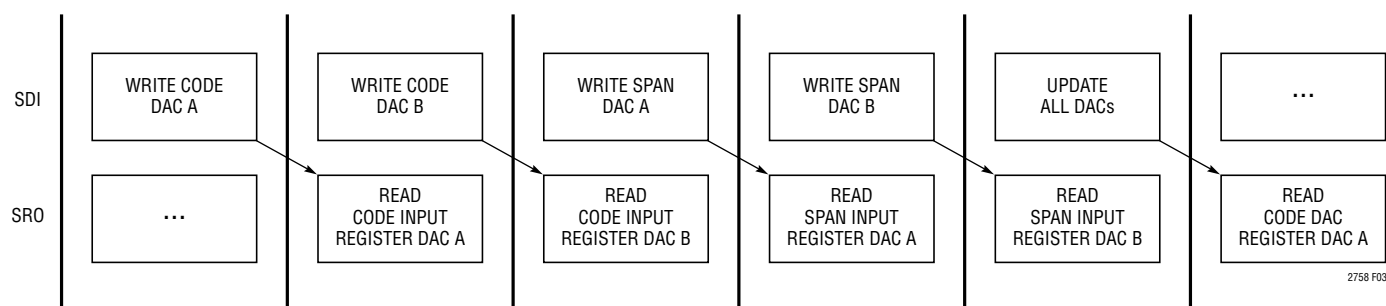 SDI
WRITE CODE
DAC A
WRITE CODE
DAC B
WRITE SPAN
DAC A
WRITE SPAN
DAC B
UPDATE
ALL DACs
...
SRO
...
READ
CODE INPUT
REGISTER DAC A
READ
CODE INPUT
REGISTER DAC B
READ
SPAN INPUT
REGISTER DAC A
READ
SPAN INPUT
REGISTER DAC B
READ
CODE DAC
REGISTER DAC A
2758 F03